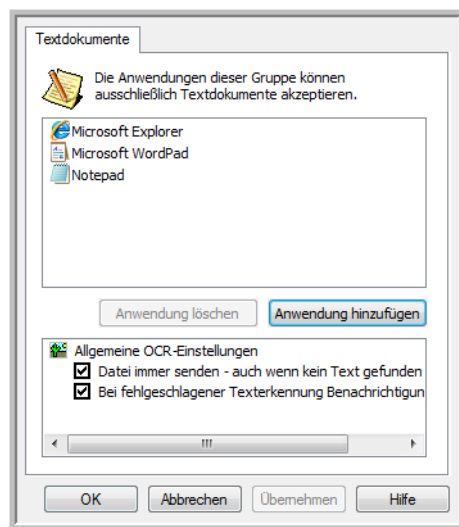 Textdokumente
Die Anwendungen dieser Gruppe können
ausschließlich Textdokumente akzeptieren.
Microsoft Explorer
Microsoft WordPad
Notepad
Anwendung löschen
Anwendung hinzufügen
Allgemeine OCR-Einstellungen
Datei immer senden - auch wenn kein Text gefunden
Bei fehlgeschlagener Texterkennung Benachrichtigun
OK
Abbrechen
Übernehmen
Hilfe